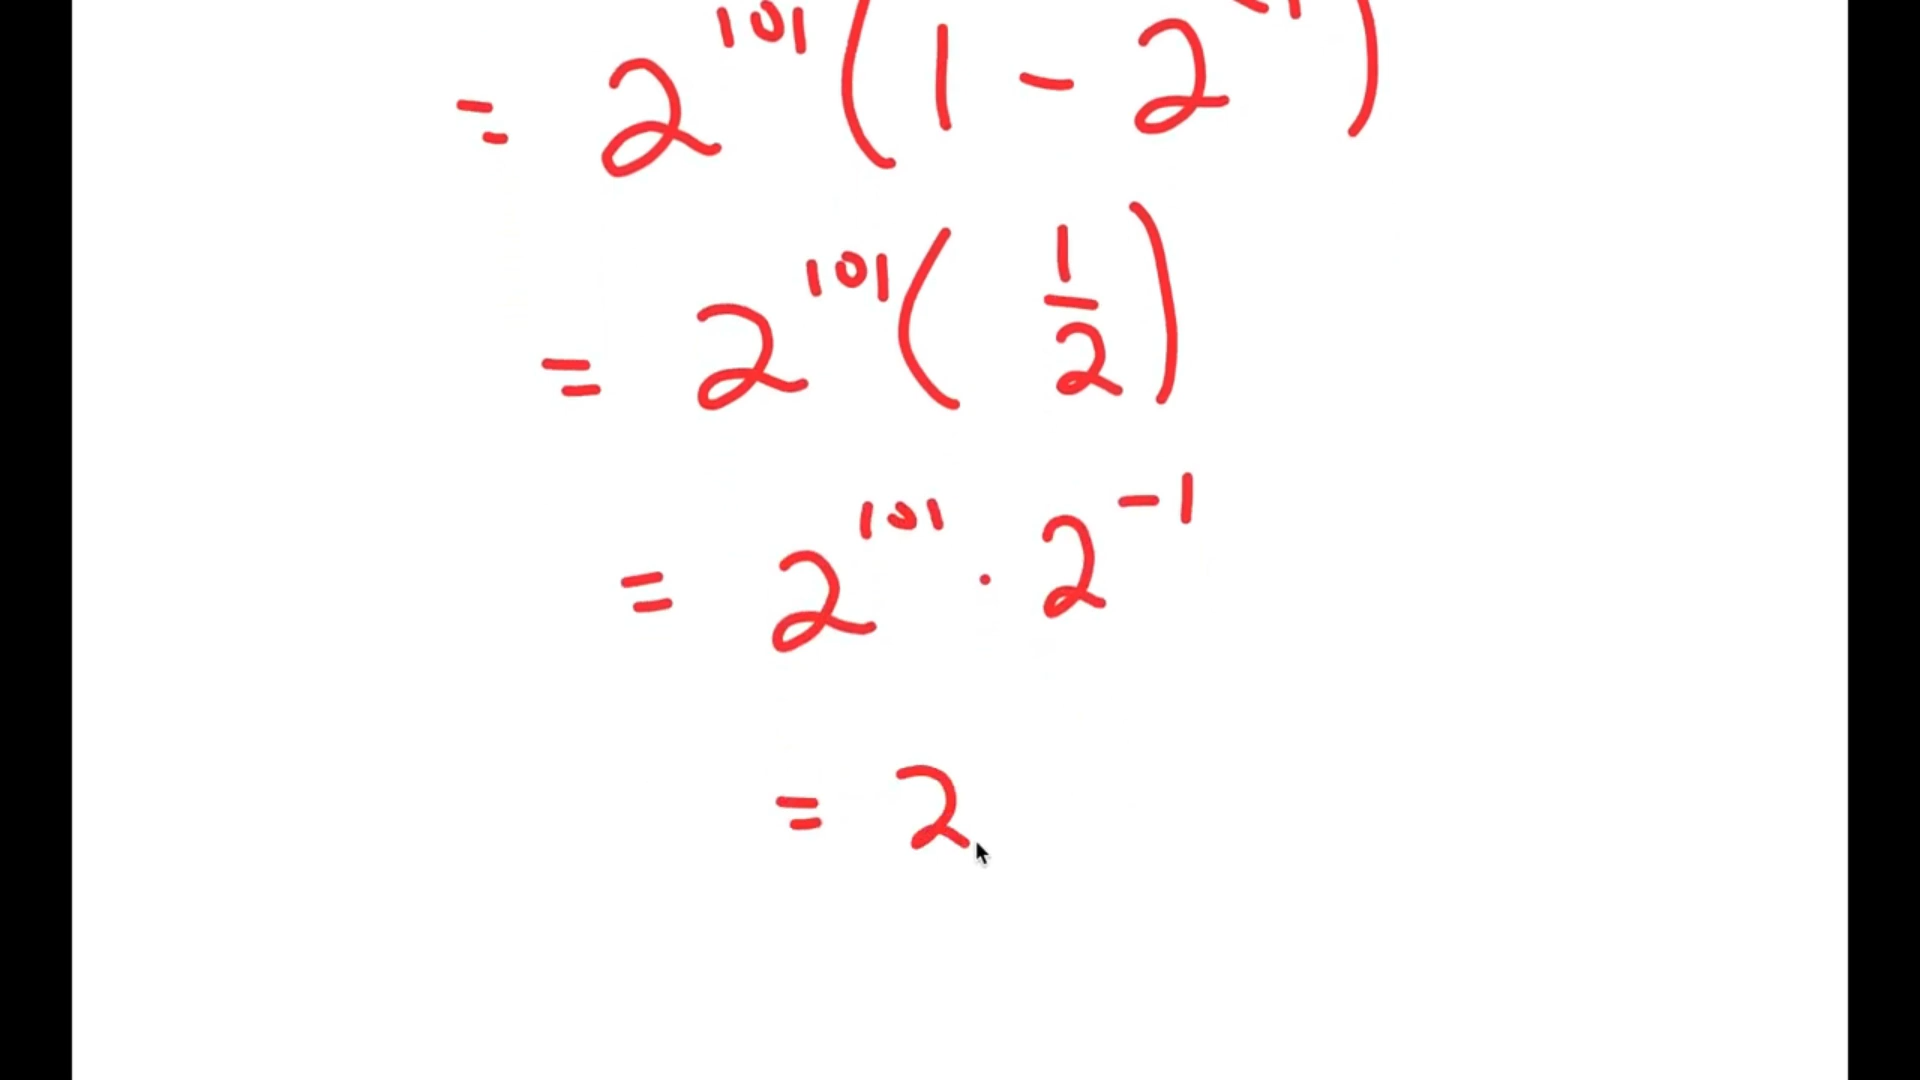 = 2^101 (1 - 2^-1)
= 2^101 (1/2)
= 2^101 · 2^-1
= 2